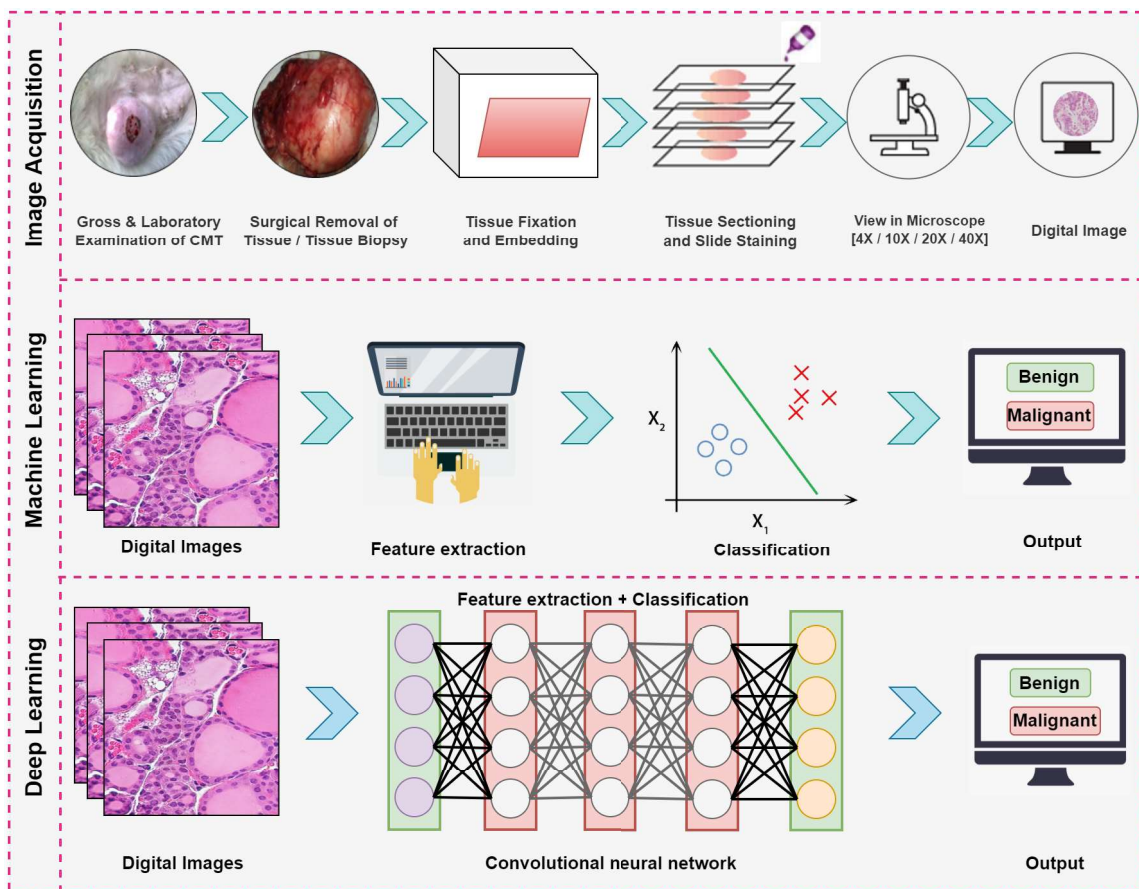 Image Acquisition
Gross & Laboratory
Examination of CMT
Surgical Removal of
Tissue / Tissue Biopsy
Tissue Fixation
and Embedding
Tissue Sectioning
and Slide Staining
View in Microscope
[4X / 10X / 20X / 40X]
Digital Image
Machine Learning
Digital Images
Feature extraction
X2
X1
Classification
Benign
Malignant
Output
Deep Learning
Digital Images
Feature extraction + Classification
Convolutional neural network
Benign
Malignant
Output